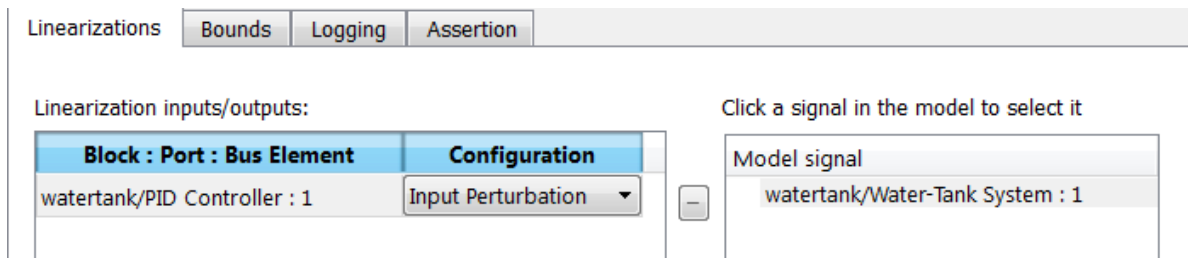 Linearizations Bounds Logging Assertion
Linearization inputs/outputs: Click a signal in the model to select it
Block : Port : Bus Element Configuration Model signal
watertank/PID Controller : 1 Input Perturbation − watertank/Water-Tank System : 1